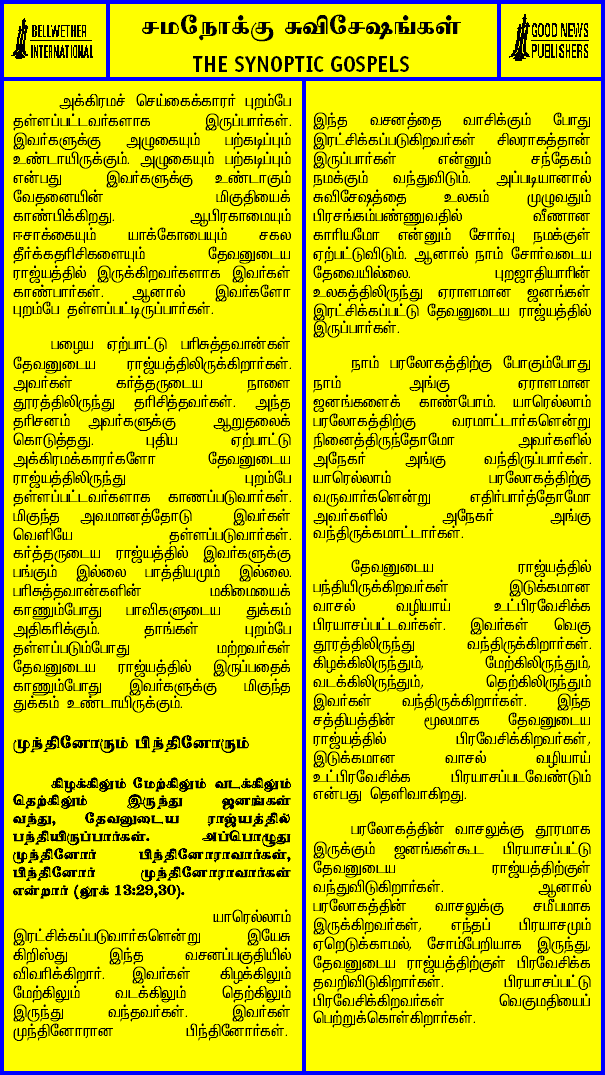 BELLWETHER
INTERNATIONAL
சமநோக்கு சுவிசேஷங்கள்
THE SYNOPTIC GOSPELS
GOOD NEWS
PUBLISHERS
அக்கிரமச் செய்கைக்காரர் புறம்பே
தள்ளப்பட்டவர்களாக இருப்பார்கள்.
இவர்களுக்கு அழுகையும் பற்கடிப்பும்
உண்டாயிருக்கும். அழுகையும் பற்கடிப்பும்
என்பது இவர்களுக்கு உண்டாகும்
வேதனையின் மிகுதியைக்
காண்பிக்கிறது. ஆபிரகாமையும்
ஈசாக்கையும் யாக்கோபையும் சகல
தீர்க்கதரிசிகளையும் தேவனுடைய
ராஜ்யத்தில் இருக்கிறவர்களாக இவர்கள்
காண்பார்கள். ஆனால் இவர்களோ
புறம்பே தள்ளப்பட்டிருப்பார்கள்.
பழைய ஏற்பாட்டு பரிசுத்தவான்கள்
தேவனுடைய ராஜ்யத்திலிருக்கிறார்கள்.
அவர்கள் கர்த்தருடைய நாளை
தூரத்திலிருந்து தரிசித்தவர்கள். அந்த
தரிசனம் அவர்களுக்கு ஆறுதலைக்
கொடுத்தது. புதிய ஏற்பாட்டு
அக்கிரமக்காரர்களோ தேவனுடைய
ராஜ்யத்திலிருந்து புறம்பே
தள்ளப்பட்டவர்களாக காணப்படுவார்கள்.
மிகுந்த அவமானத்தோடு இவர்கள்
வெளியே தள்ளப்படுவார்கள்.
கர்த்தருடைய ராஜ்யத்தில் இவர்களுக்கு
பங்கும் இல்லை பாத்தியமும் இல்லை.
பரிசுத்தவான்களின் மகிமையைக்
காணும்போது பாவிகளுடைய துக்கம்
அதிகரிக்கும். தாங்கள் புறம்பே
தள்ளப்படும்போது மற்றவர்கள்
தேவனுடைய ராஜ்யத்தில் இருப்பதைக்
காணும்போது இவர்களுக்கு மிகுந்த
துக்கம் உண்டாயிருக்கும்.
முந்தினோரும் பிந்தினோரும்
கிழக்கிலும் மேற்கிலும் வடக்கிலும்
தெற்கிலும் இருந்து ஜனங்கள்
வந்து, தேவனுடைய ராஜ்யத்தில்
பந்தியிருப்பார்கள். அப்பொழுது
முந்தினோர் பிந்தினோராவார்கள்,
பிந்தினோர் முந்தினோராவார்கள்
என்றார் (லூக் 13:29,30).
யாரெல்லாம்
இரட்சிக்கப்படுவார்களென்று இயேசு
கிறிஸ்து இந்த வசனப்பகுதியில்
விவரிக்கிறார். இவர்கள் கிழக்கிலும்
மேற்கிலும் வடக்கிலும் தெற்கிலும்
இருந்து வந்தவர்கள். இவர்கள்
முந்தினோரான பிந்தினோர்கள்.
இந்த வசனத்தை வாசிக்கும் போது
இரட்சிக்கப்படுகிறவர்கள் சிலராகத்தான்
இருப்பார்கள் என்னும் சந்தேகம்
நமக்கும் வந்துவிடும். அப்படியானால்
சுவிசேஷத்தை உலகம் முழுவதும்
பிரசங்கம்பண்ணுவதில் வீணான
காரியமோ என்னும் சோர்வு நமக்குள்
ஏற்பட்டுவிடும். ஆனால் நாம் சோர்வடைய
தேவையில்லை. புறஜாதியாரின்
உலகத்திலிருந்து ஏராளமான ஜனங்கள்
இரட்சிக்கப்பட்டு தேவனுடைய ராஜ்யத்தில்
இருப்பார்கள்.
நாம் பரலோகத்திற்கு போகும்போது
நாம் அங்கு ஏராளமான
ஜனங்களைக் காண்போம். யாரெல்லாம்
பரலோகத்திற்கு வரமாட்டார்களென்று
நினைத்திருந்தோமோ அவர்களில்
அநேகர் அங்கு வந்திருப்பார்கள்.
யாரெல்லாம் பரலோகத்திற்கு
வருவார்களென்று எதிர்பார்த்தோமோ
அவர்களில் அநேகர் அங்கு
வந்திருக்கமாட்டார்கள்.
தேவனுடைய ராஜ்யத்தில்
பந்தியிருக்கிறவர்கள் இடுக்கமான
வாசல் வழியாய் உட்பிரவேசிக்க
பிரயாசப்பட்டவர்கள். இவர்கள் வெகு
தூரத்திலிருந்து வந்திருக்கிறார்கள்.
கிழக்கிலிருந்தும், மேற்கிலிருந்தும்,
வடக்கிலிருந்தும், தெற்கிலிருந்தும்
இவர்கள் வந்திருக்கிறார்கள். இந்த
சத்தியத்தின் மூலமாக தேவனுடைய
ராஜ்யத்தில் பிரவேசிக்கிறவர்கள்,
இடுக்கமான வாசல் வழியாய்
உட்பிரவேசிக்க பிரயாசப்படவேண்டும்
என்பது தெளிவாகிறது.
பரலோகத்தின் வாசலுக்கு தூரமாக
இருக்கும் ஜனங்கள்கூட பிரயாசப்பட்டு
தேவனுடைய ராஜ்யத்திற்குள்
வந்துவிடுகிறார்கள். ஆனால்
பரலோகத்தின் வாசலுக்கு சமீபமாக
இருக்கிறவர்கள், எந்தப் பிரயாசமும்
ஏறெடுக்காமல், சோம்பேறியாக இருந்து,
தேவனுடைய ராஜ்யத்திற்குள் பிரவேசிக்க
தவறிவிடுகிறார்கள். பிரயாசப்பட்டு
பிரவேசிக்கிறவர்கள் வெகுமதியைப்
பெற்றுக்கொள்கிறார்கள்.